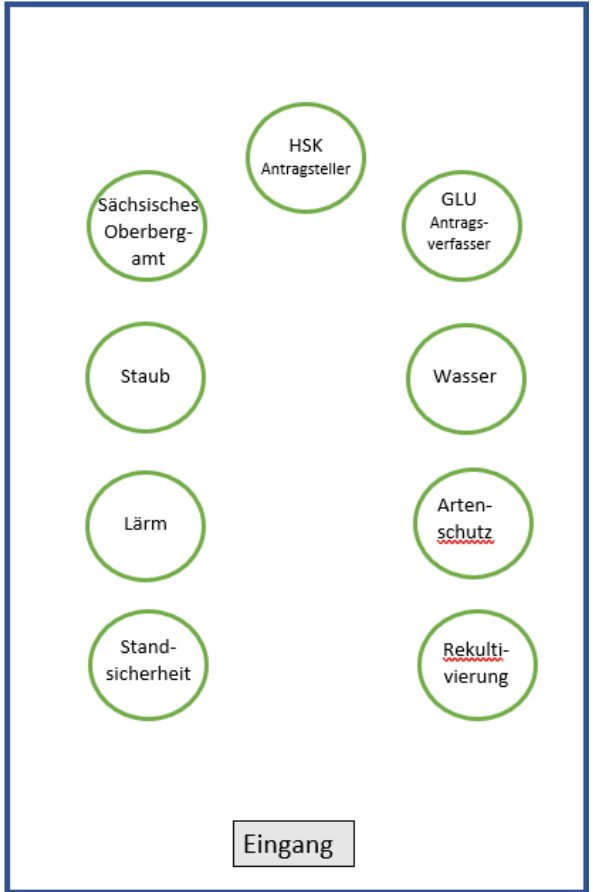 HSK
Antragsteller
Sächsisches
Oberberg-
amt
GLU
Antrags-
verfasser
Staub
Wasser
Lärm
Arten-
schutz
Stand-
sicherheit
Rekulti-
vierung
Eingang